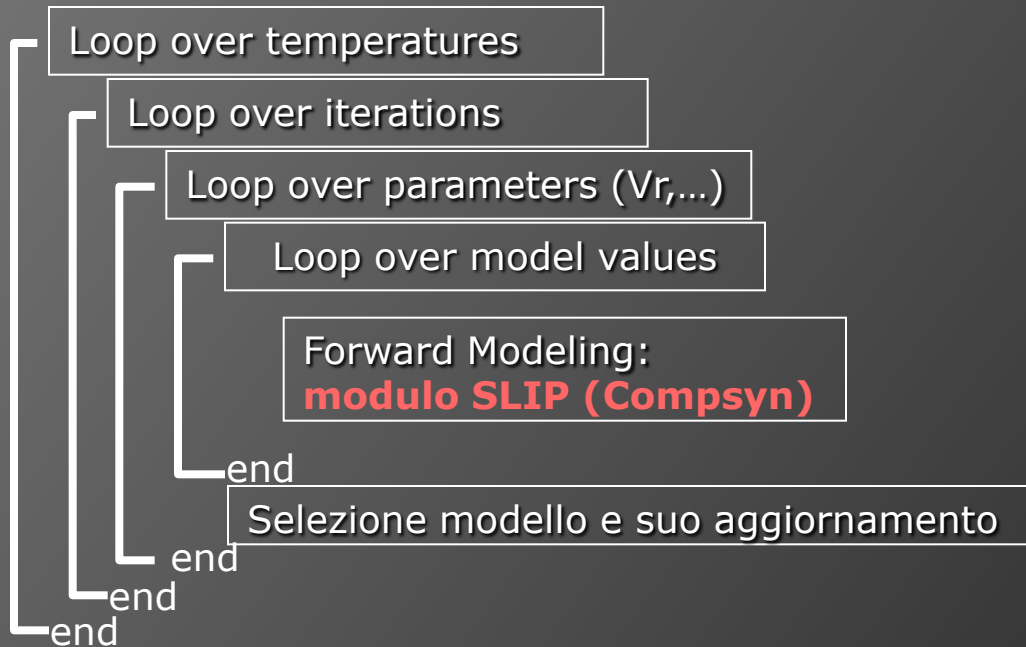 Loop over temperatures
Loop over iterations
Loop over parameters (Vr,...)
Loop over model values
Forward Modeling:
modulo SLIP (Compsyn)
end
Selezione modello e suo aggiornamento
end
end
end